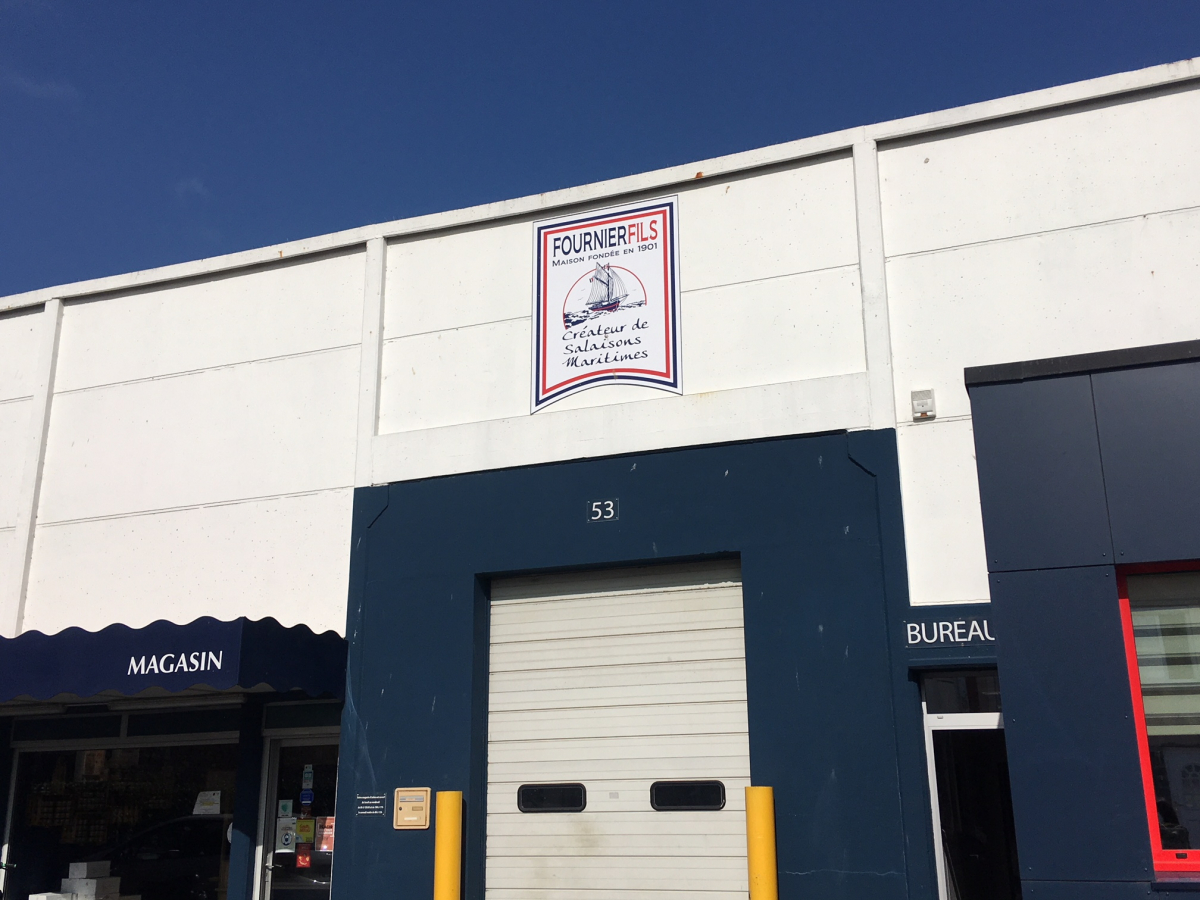 FOURNIERFILS
MAISON FONDÉE EN 1901
Créateur de
Salaisons
Maritimes
53
MAGASIN
BUREAU